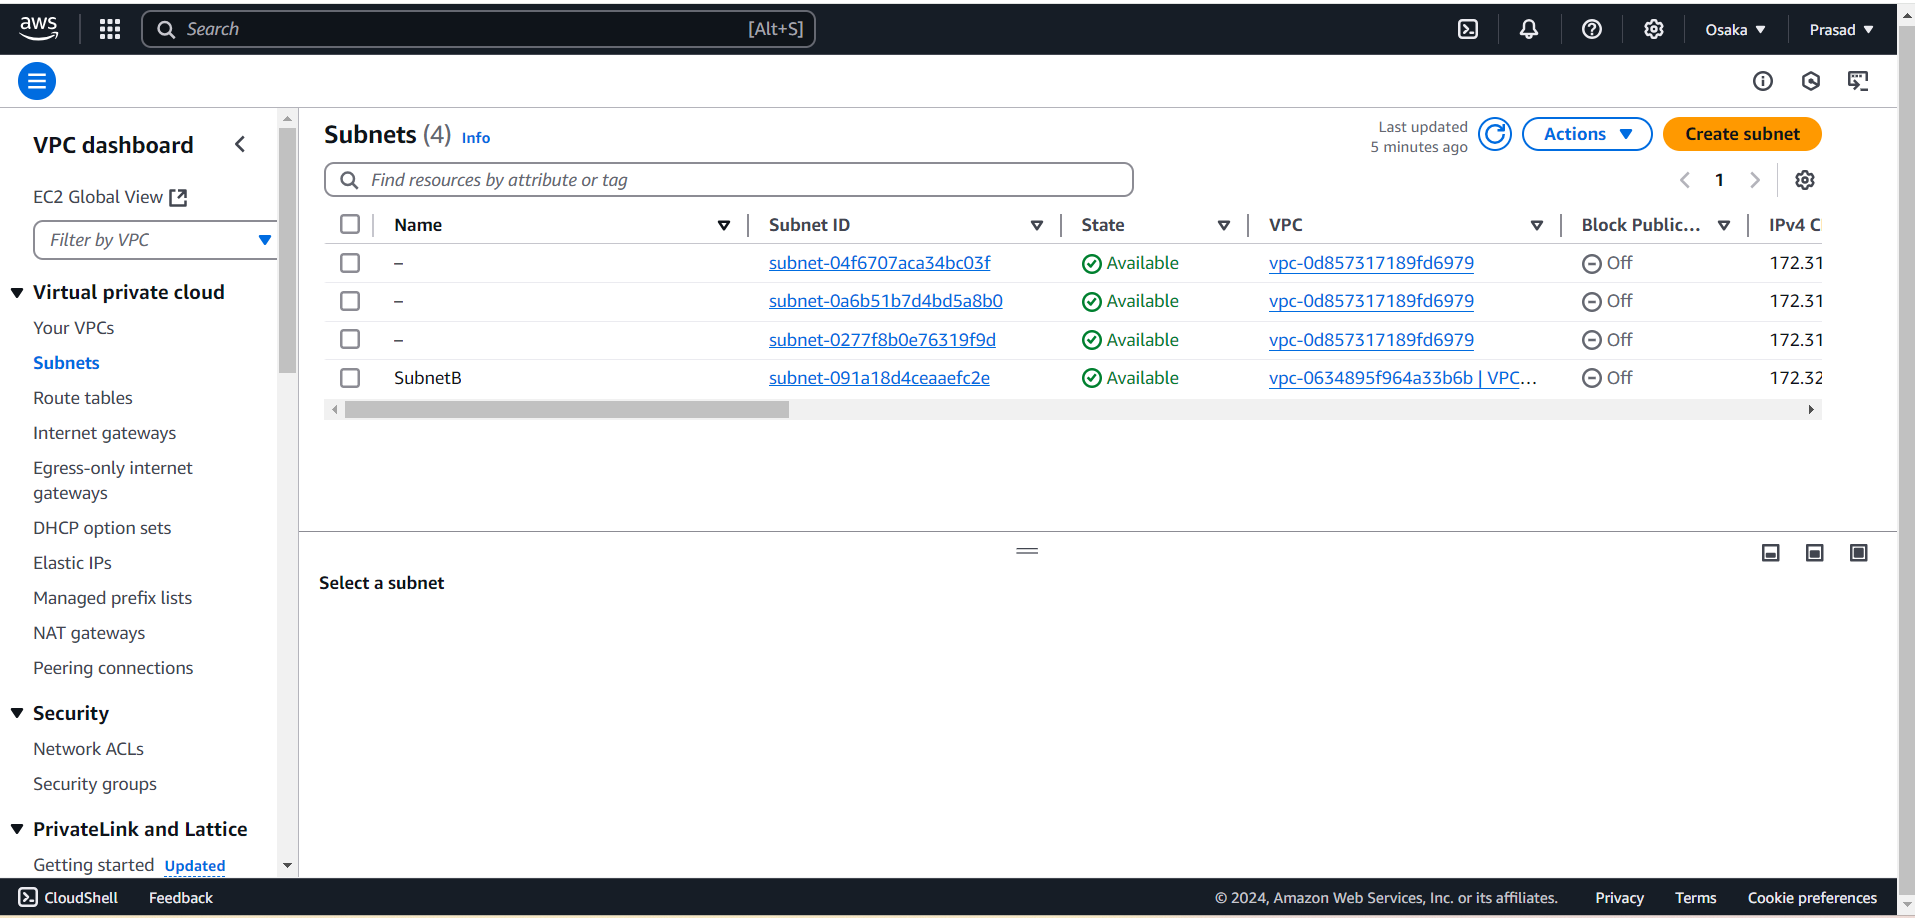 aws
Search [Alt+S]
Osaka
Prasad
VPC dashboard
EC2 Global View
Filter by VPC
Virtual private cloud
Your VPCs
Subnets
Route tables
Internet gateways
Egress-only internet
gateways
DHCP option sets
Elastic IPs
Managed prefix lists
NAT gateways
Peering connections
Security
Network ACLs
Security groups
PrivateLink and Lattice
Getting started Updated
Subnets (4) Info
Last updated
5 minutes ago
Actions
Create subnet
Find resources by attribute or tag
1
Name Subnet ID State VPC Block Public... IPv4 C
– subnet-04f6707aca34bc03f Available vpc-0d857317189fd6979 Off 172.31
– subnet-0a6b51b7d4bd5a8b0 Available vpc-0d857317189fd6979 Off 172.31
– subnet-0277f8b0e76319f9d Available vpc-0d857317189fd6979 Off 172.31
SubnetB subnet-091a18d4ceaaefc2e Available vpc-0634895f964a33b6b | VPC... Off 172.32
Select a subnet
CloudShell Feedback © 2024, Amazon Web Services, Inc. or its affiliates. Privacy Terms Cookie preferences